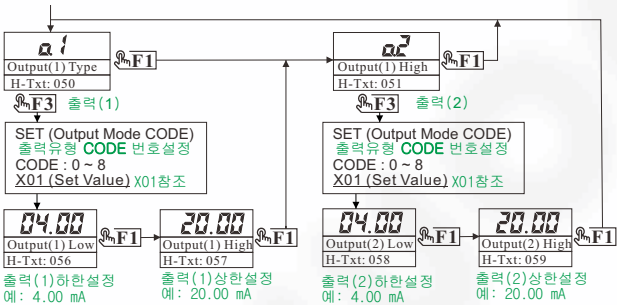 o.1
Output(1) Type
H-Txt: 050
F1
F3
출력(1)
SET (Output Mode CODE)
출력유형 CODE 번호설정
CODE : 0 ~ 8
X01 (Set Value) X01참조
04.00
Output(1) Low
H-Txt: 056
F1
출력(1)하한설정
예: 4.00 mA
20.00
Output(1) High
H-Txt: 057
F1
출력(1)상한설정
예: 20.00 mA
o.2
Output(1) High
H-Txt: 051
F1
F3
출력(2)
SET (Output Mode CODE)
출력유형 CODE 번호설정
CODE : 0 ~ 8
X01 (Set Value) X01참조
04.00
Output(2) Low
H-Txt: 058
F1
출력(2)하한설정
예: 4.00 mA
20.00
Output(2) High
H-Txt: 059
F1
출력(2)상한설정
예: 20.00 mA